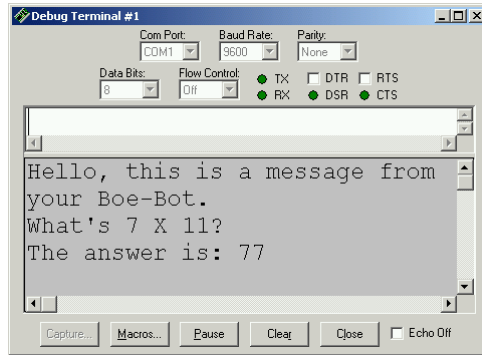 Debug Terminal #1
Com Port: Baud Rate: Parity:
COM1 9600 None
Data Bits: Flow Control: TX DTR RTS
8 Off RX DSR CTS
Hello, this is a message from
your Boe-Bot.
What's 7 X 11?
The answer is: 77
Capture... Macros... Pause Clear Close Echo Off